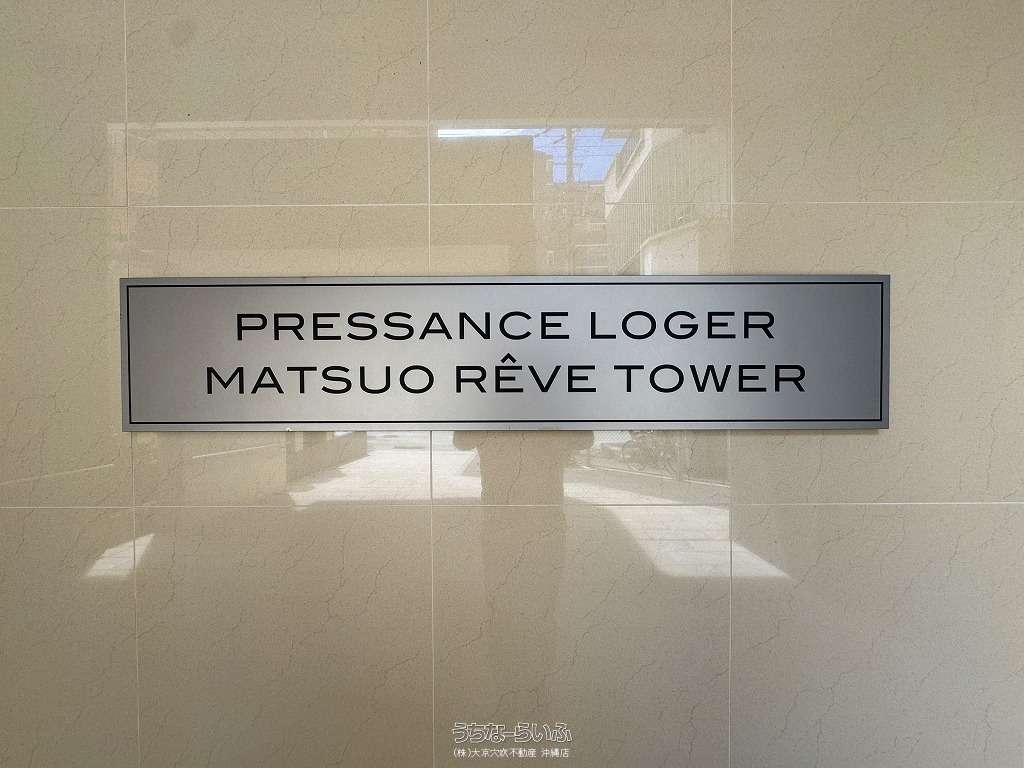 PRESSANCE LOGER
MATSUO RÊVE TOWER
うちなーらいふ
(株)大京穴吹不動産 沖縄店